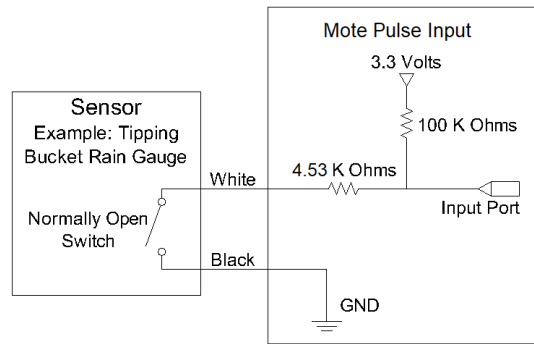 Mote Pulse Input
3.3 Volts
100 K Ohms
4.53 K Ohms
Input Port
Sensor
Example: Tipping
Bucket Rain Gauge
White
Normally Open
Switch
Black
GND